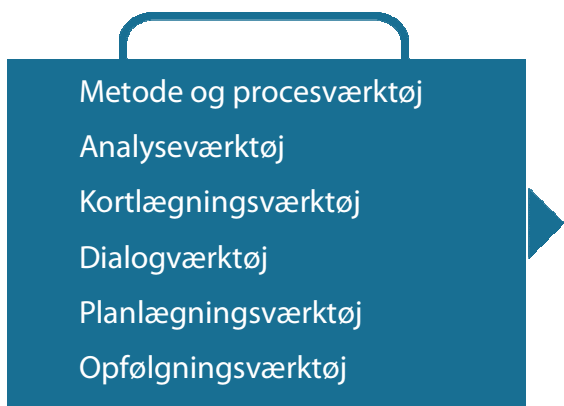 Metode og procesværktøj
Analyseværktøj
Kortlægningsværktøj
Dialogværktøj
Planlægningsværktøj
Opfølgningsværktøj